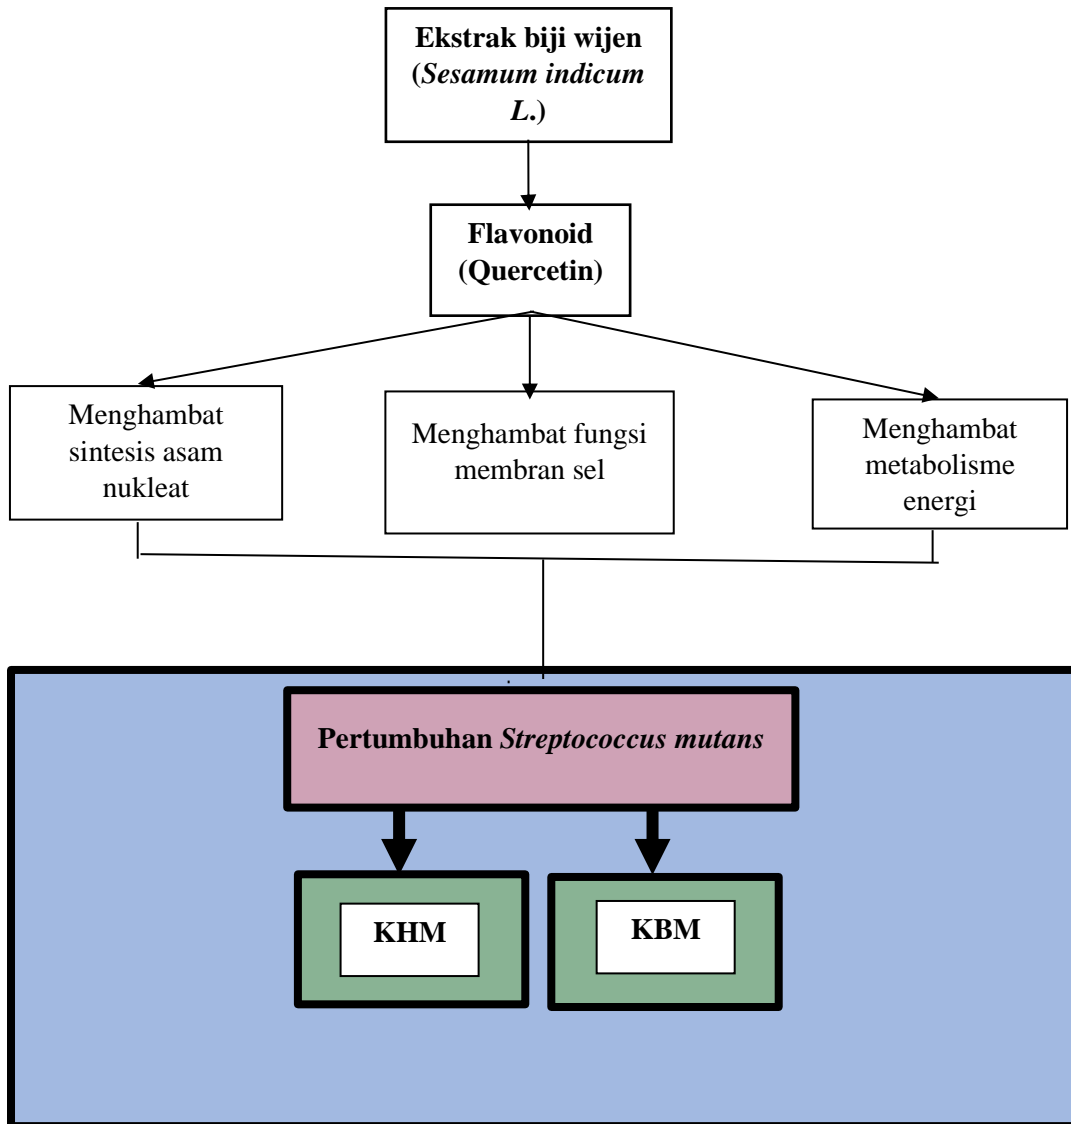 Ekstrak biji wijen
(Sesamum indicum
L.)
Flavonoid
(Quercetin)
Menghambat
sintesis asam
nukleat
Menghambat fungsi
membran sel
Menghambat
metabolisme
energi
.
Pertumbuhan Streptococcus mutans
KHM
KBM